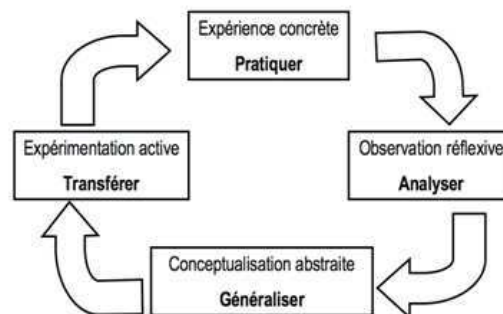 Expérience concrète
Pratiquer
Observation réflexive
Analyser
Conceptualisation abstraite
Généraliser
Expérimentation active
Transférer